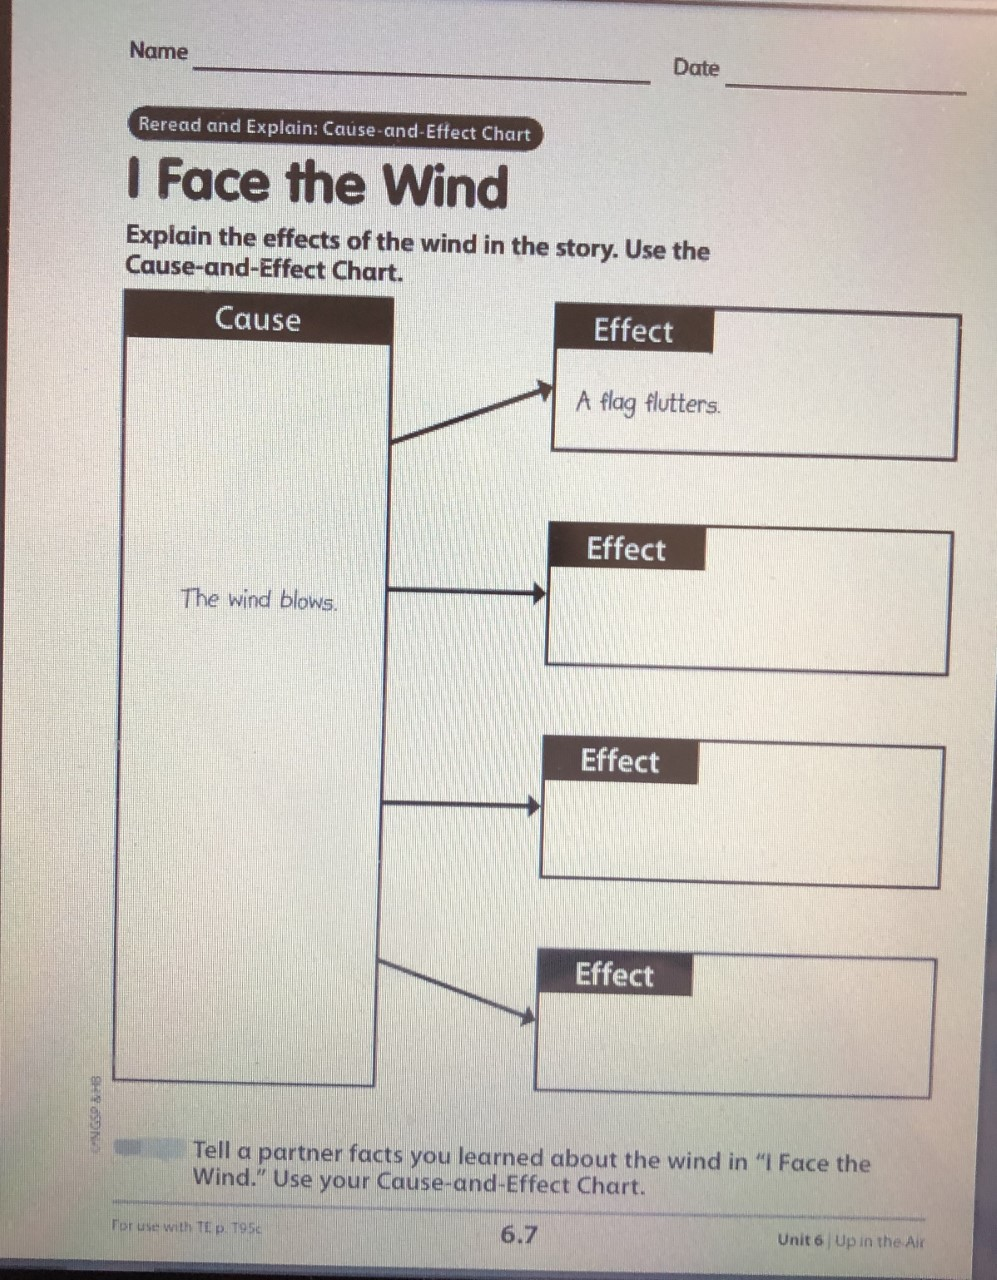 Name
Date
Reread and Explain: Cause-and-Effect Chart
I Face the Wind
Explain the effects of the wind in the story. Use the
Cause-and-Effect Chart.
Cause
The wind blows.
Effect
A flag flutters.
Effect
Effect
Effect
©NGSP & HB
Tell a partner facts you learned about the wind in “I Face the
Wind.” Use your Cause-and-Effect Chart.
For use with TE p. T95c
6.7
Unit 6 | Up in the Air